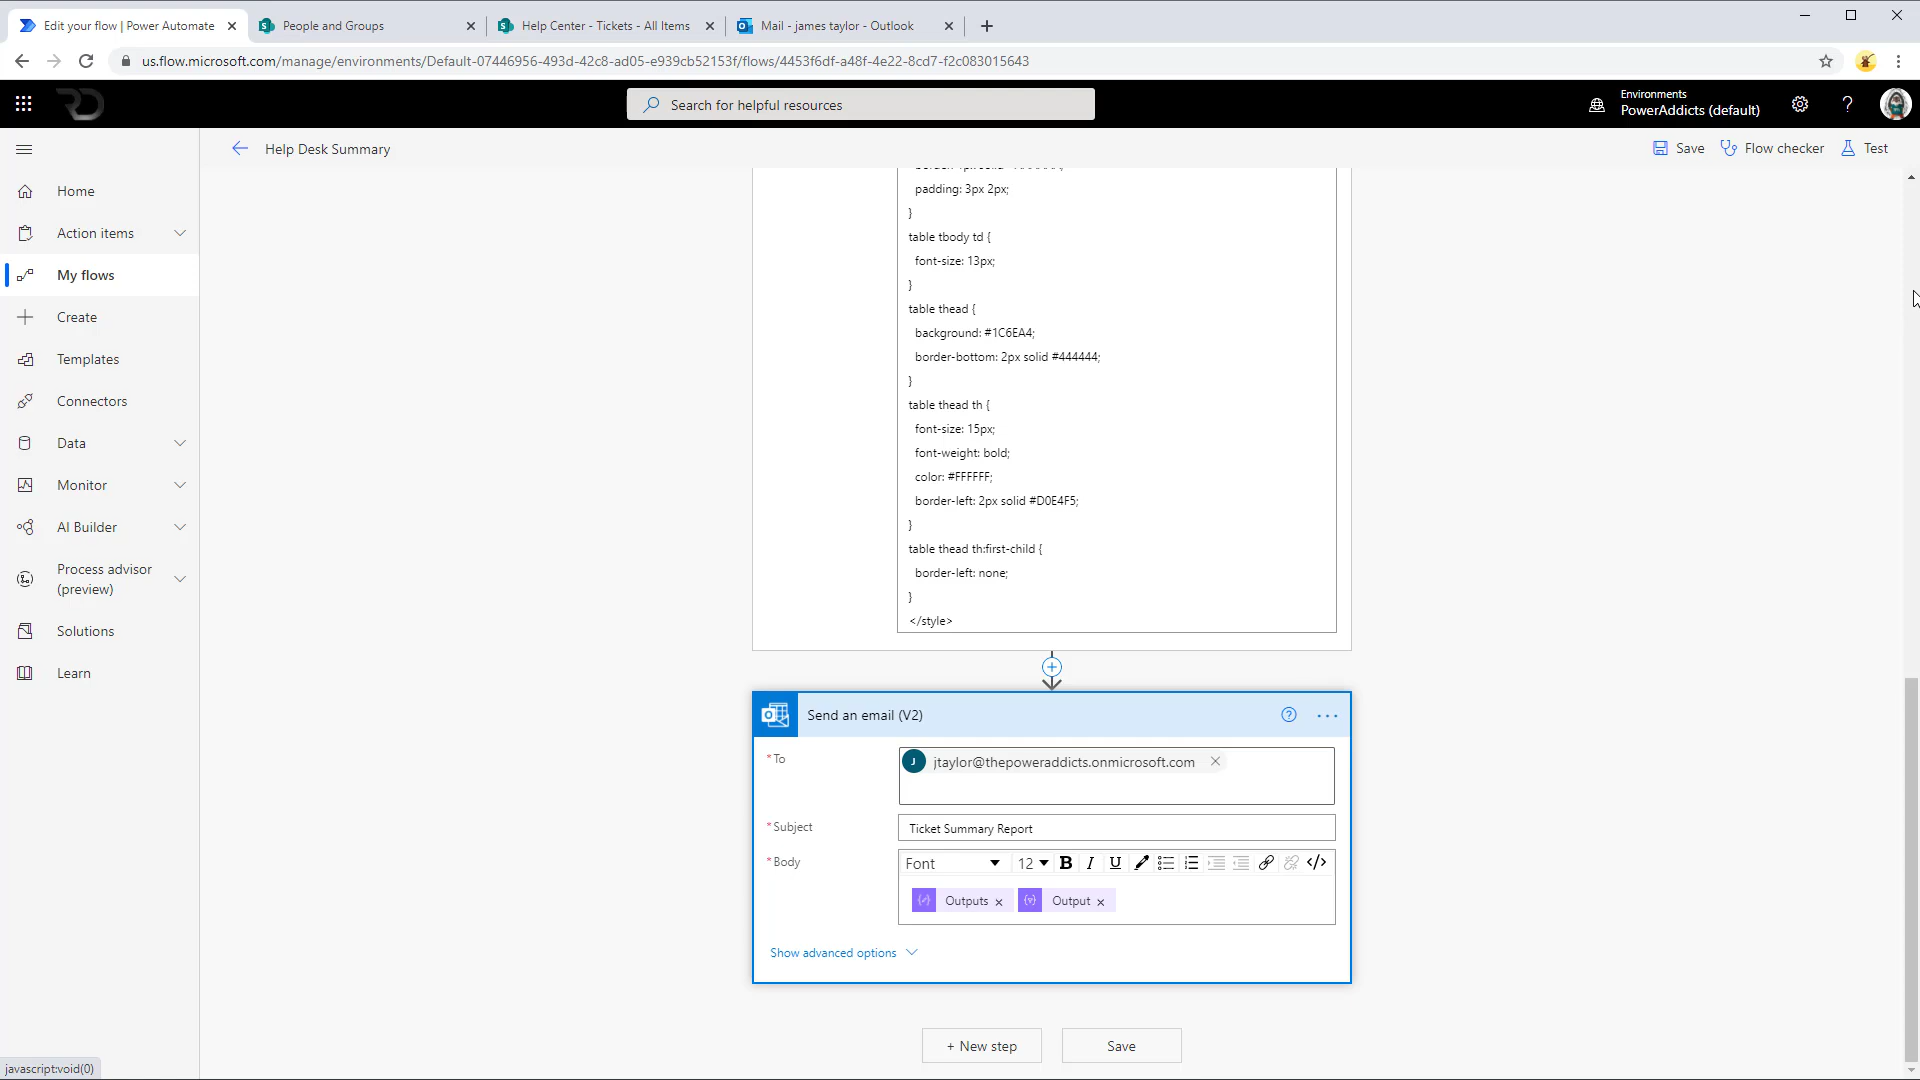 Edit your flow | Power Automate
People and Groups
Help Center - Tickets - All Items
Mail - james taylor - Outlook
us.flow.microsoft.com/manage/environments/Default-07446956-493d-42c8-ad05-e939cb52153f/flows/4453f6df-a48f-4e22-8cd7-f2c083015643
Search for helpful resources
Environments
PowerAddicts (default)
Help Desk Summary
Save
Flow checker
Test
Home
Action items
My flows
Create
Templates
Connectors
Data
Monitor
AI Builder
Process advisor
(preview)
Solutions
Learn
padding: 3px 2px;
}
table tbody td {
font-size: 13px;
}
table thead {
background: #1C6EA4;
border-bottom: 2px solid #444444;
}
table thead th {
font-size: 15px;
font-weight: bold;
color: #FFFFFF;
border-left: 2px solid #D0E4F5;
}
table thead th:first-child {
border-left: none;
}
</style>
Send an email (V2)
* To
J jtaylor@thepoweraddicts.onmicrosoft.com
* Subject
Ticket Summary Report
* Body
Font 12 B I U </>
Outputs × Output ×
Show advanced options
+ New step
Save
javascript:void(0)